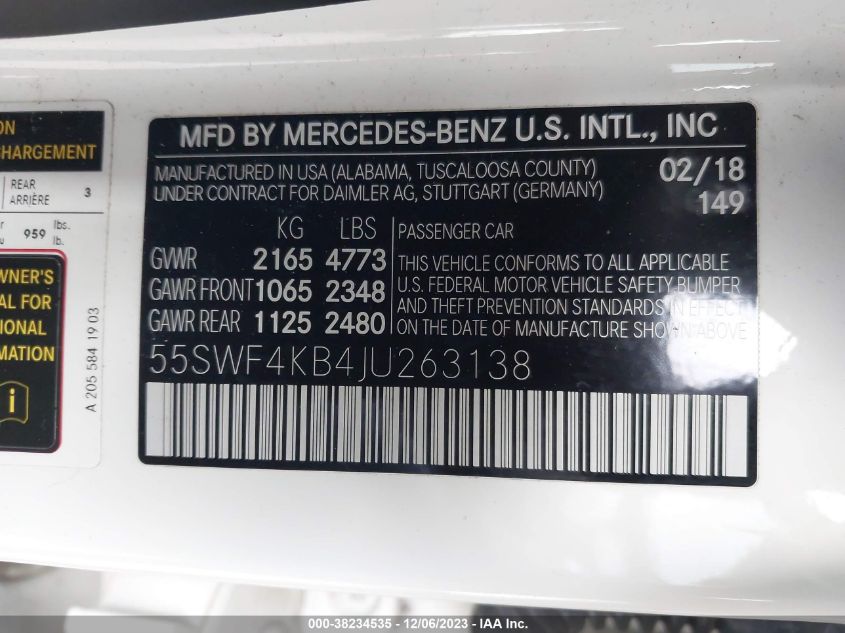 ON
CHARGEMENT
REAR
ARRIÈRE 3
959 lbs.
lb.
OWNER'S
AL FOR
IONAL
MATION
i
A 205 584 19 03
MFD BY MERCEDES-BENZ U.S. INTL., INC
MANUFACTURED IN USA (ALABAMA, TUSCALOOSA COUNTY)
UNDER CONTRACT FOR DAIMLER AG, STUTTGART (GERMANY)
02/18
149
KG LBS
GVWR 2165 4773
GAWR FRONT 1065 2348
GAWR REAR 1125 2480
PASSENGER CAR
THIS VEHICLE CONFORMS TO ALL APPLICABLE
U.S. FEDERAL MOTOR VEHICLE SAFETY, BUMPER
AND THEFT PREVENTION STANDARDS IN EFFECT
ON THE DATE OF MANUFACTURE SHOWN ABOVE
55SWF4KB4JU263138
000-38234535 - 12/06/2023 -